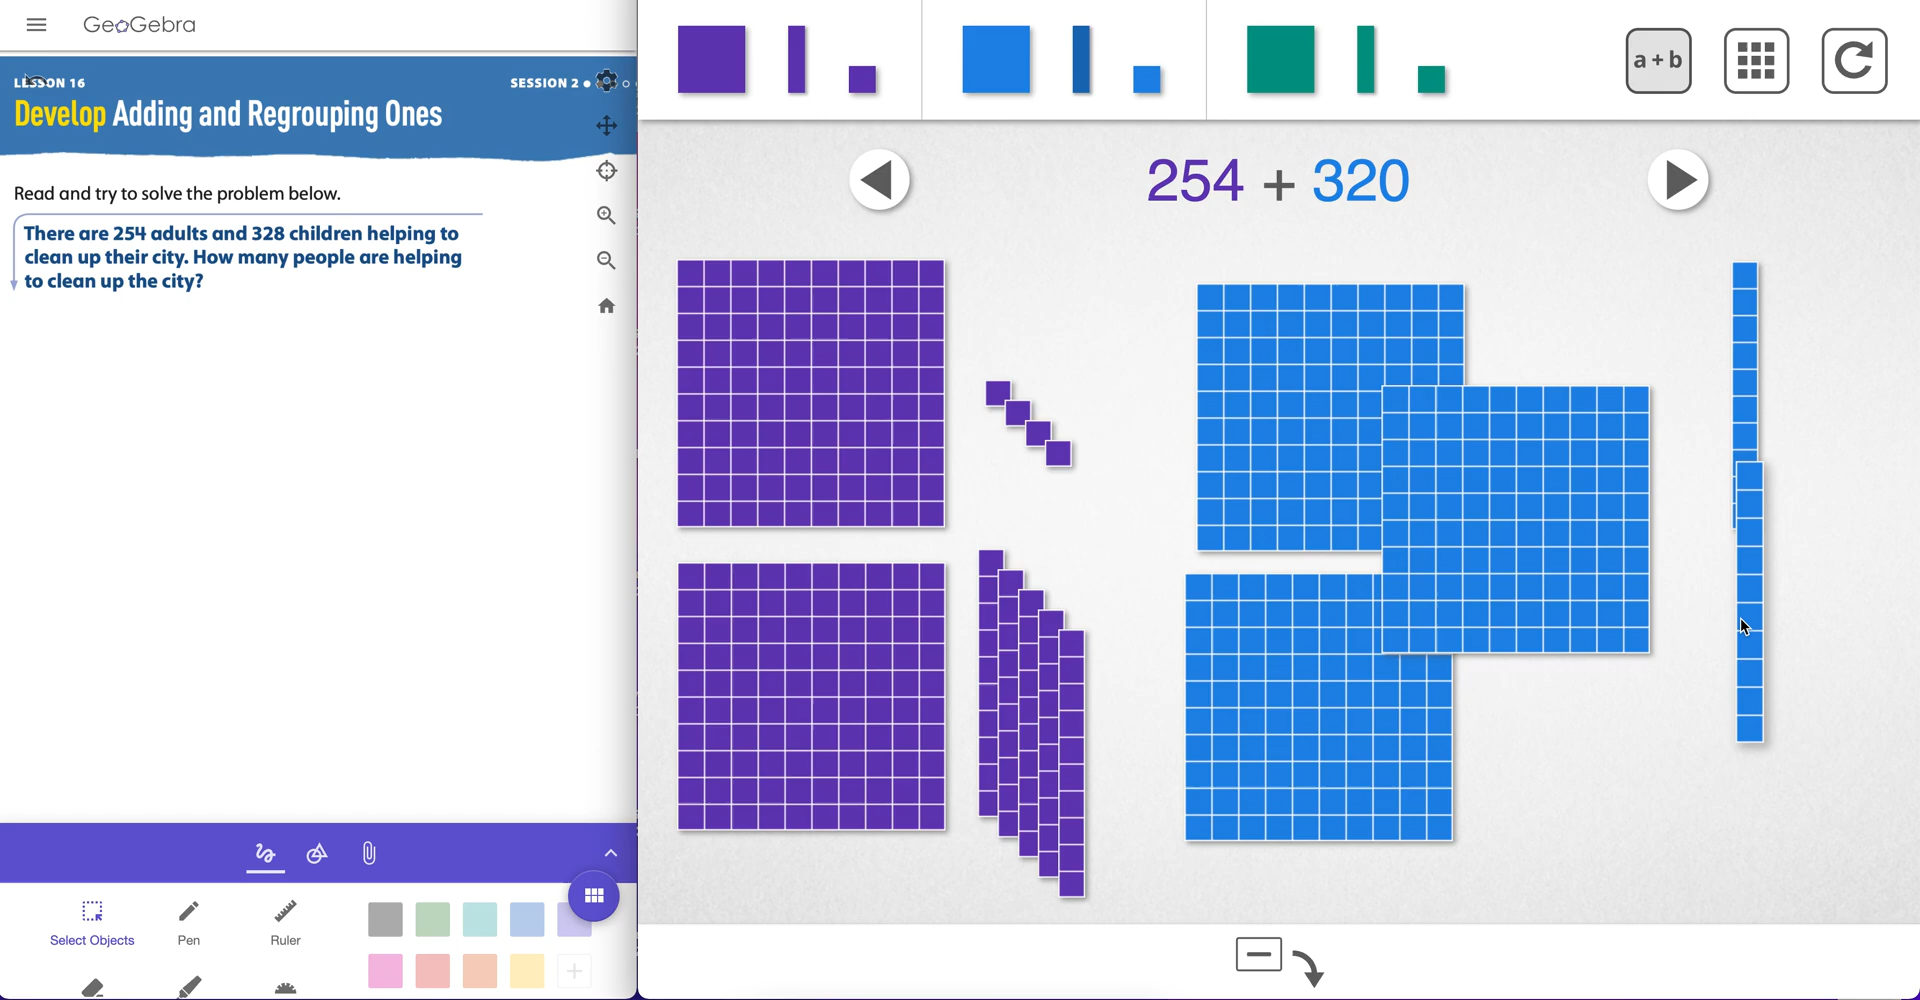 GeoGebra
LESSON 16
SESSION 2
Develop Adding and Regrouping Ones
Read and try to solve the problem below.
There are 254 adults and 328 children helping to
clean up their city. How many people are helping
to clean up the city?
Select Objects
Pen
Ruler
a + b
254 + 320